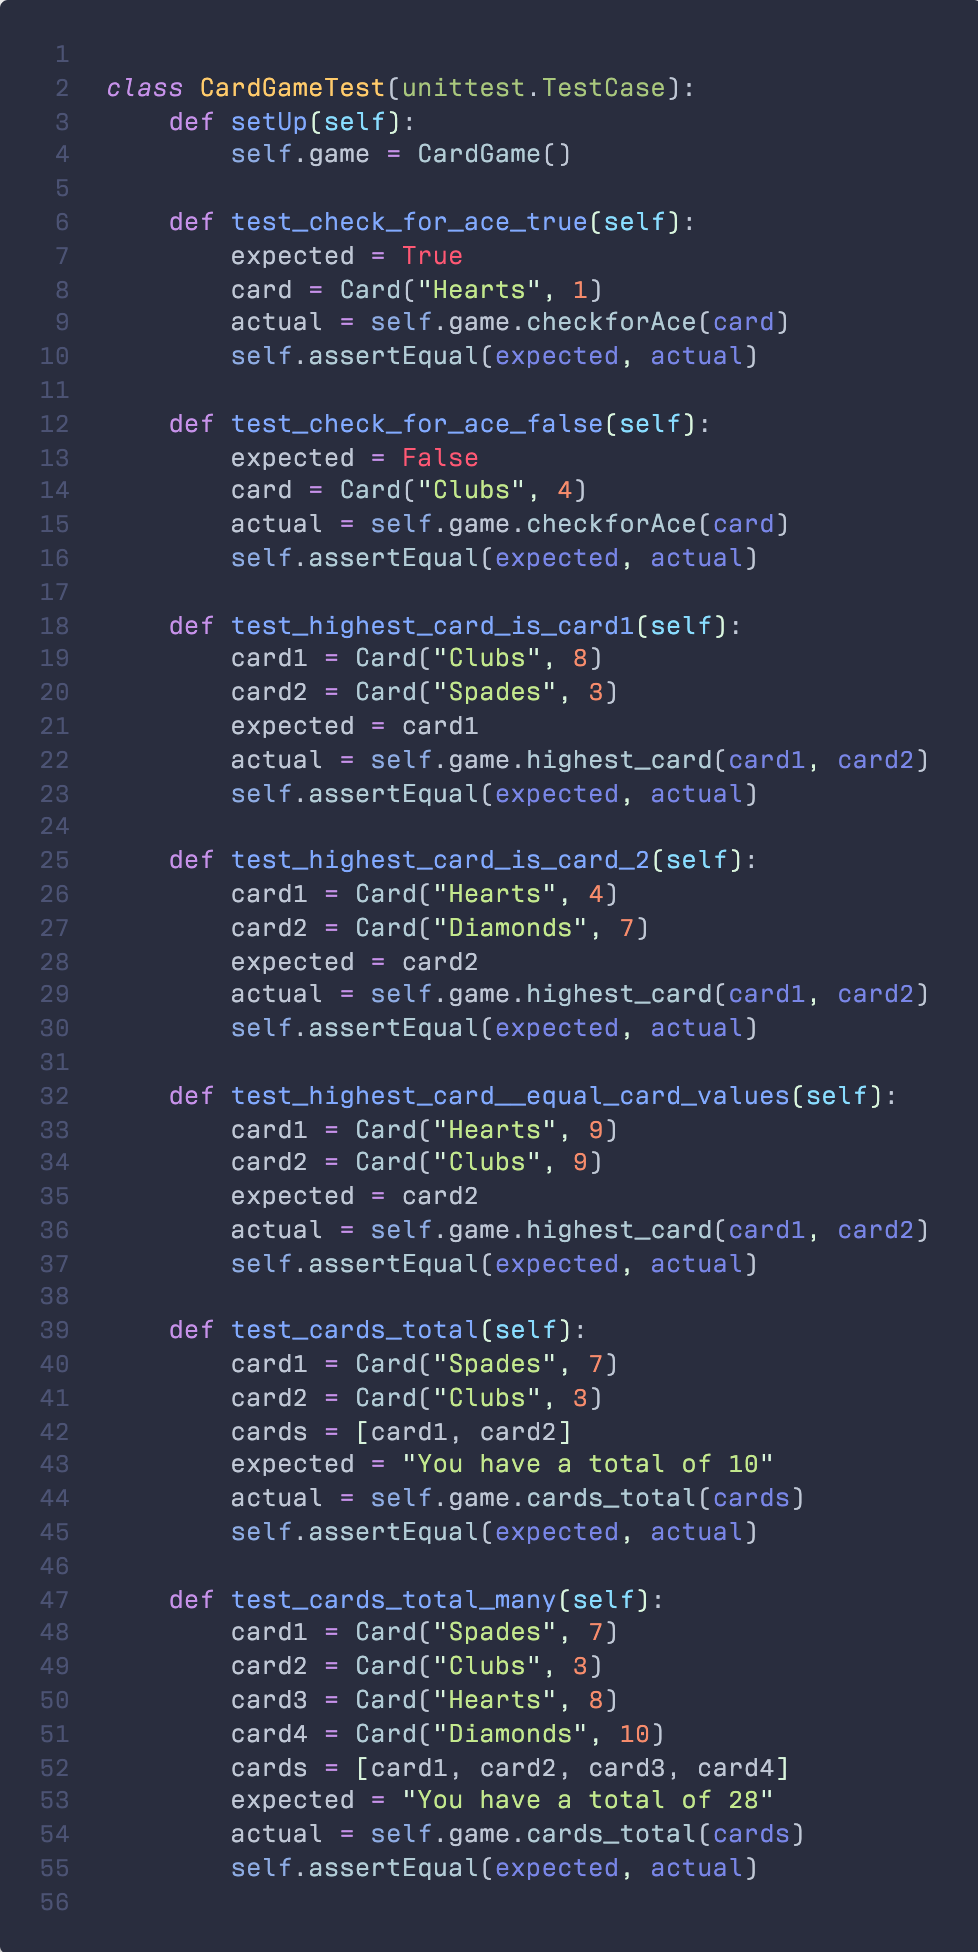 1
2 class CardGameTest(unittest.TestCase):
3     def setUp(self):
4         self.game = CardGame()
5
6     def test_check_for_ace_true(self):
7         expected = True
8         card = Card("Hearts", 1)
9         actual = self.game.checkforAce(card)
10         self.assertEqual(expected, actual)
11
12     def test_check_for_ace_false(self):
13         expected = False
14         card = Card("Clubs", 4)
15         actual = self.game.checkforAce(card)
16         self.assertEqual(expected, actual)
17
18     def test_highest_card_is_card1(self):
19         card1 = Card("Clubs", 8)
20         card2 = Card("Spades", 3)
21         expected = card1
22         actual = self.game.highest_card(card1, card2)
23         self.assertEqual(expected, actual)
24
25     def test_highest_card_is_card_2(self):
26         card1 = Card("Hearts", 4)
27         card2 = Card("Diamonds", 7)
28         expected = card2
29         actual = self.game.highest_card(card1, card2)
30         self.assertEqual(expected, actual)
31
32     def test_highest_card__equal_card_values(self):
33         card1 = Card("Hearts", 9)
34         card2 = Card("Clubs", 9)
35         expected = card2
36         actual = self.game.highest_card(card1, card2)
37         self.assertEqual(expected, actual)
38
39     def test_cards_total(self):
40         card1 = Card("Spades", 7)
41         card2 = Card("Clubs", 3)
42         cards = [card1, card2]
43         expected = "You have a total of 10"
44         actual = self.game.cards_total(cards)
45         self.assertEqual(expected, actual)
46
47     def test_cards_total_many(self):
48         card1 = Card("Spades", 7)
49         card2 = Card("Clubs", 3)
50         card3 = Card("Hearts", 8)
51         card4 = Card("Diamonds", 10)
52         cards = [card1, card2, card3, card4]
53         expected = "You have a total of 28"
54         actual = self.game.cards_total(cards)
55         self.assertEqual(expected, actual)
56